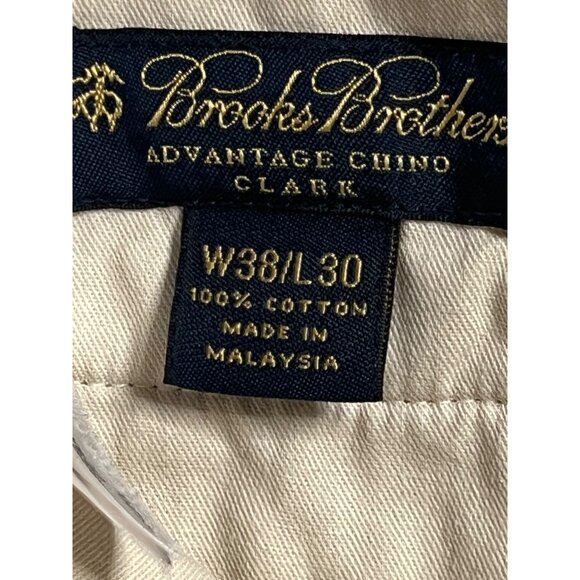 Brooks Brothers
ADVANTAGE CHINO
CLARK
W38/L30
100% COTTON
MADE IN
MALAYSIA